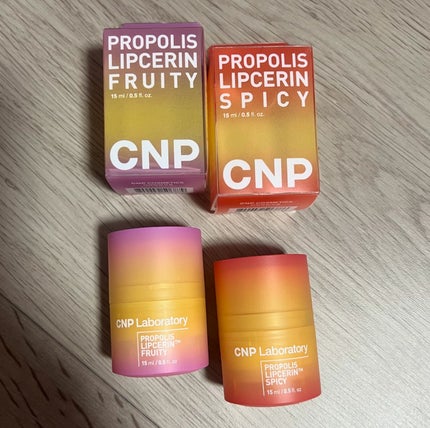 PROPOLIS
LIPCERIN
FRUITY
15 ml / 0.5 fl. oz.
CNP
PROPOLIS
LIPCERIN
SPICY
15 ml / 0.5 fl. oz.
CNP
CNP Laboratory
PROPOLIS
LIPCERIN™
FRUITY
15 ml / 0.5 fl. oz
CNP Laboratory
PROPOLIS
LIPCERIN™
SPICY
15 ml / 0.5 fl. oz